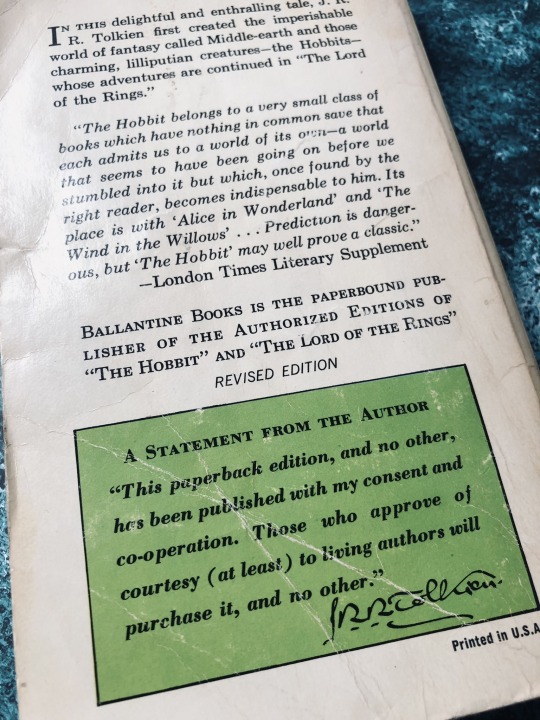 IN THIS delightful and enthralling tale, J. R.
R. Tolkien first created the imperishable
world of fantasy called Middle-earth and those
charming, lilliputian creatures—the Hobbits—
whose adventures are continued in “The Lord
of the Rings.”
“The Hobbit belongs to a very small class of
books which have nothing in common save that
each admits us to a world of its own—a world
that seems to have been going on before we
stumbled into it but which, once found by the
right reader, becomes indispensable to him. Its
place is with ‘Alice in Wonderland’ and ‘The
Wind in the Willows’ . . . Prediction is danger-
ous, but ‘The Hobbit’ may well prove a classic.”
—London Times Literary Supplement
BALLANTINE BOOKS IS THE PAPERBOUND PUB-
LISHER OF THE AUTHORIZED EDITIONS OF
“THE HOBBIT” AND “THE LORD OF THE RINGS”
REVISED EDITION
A STATEMENT FROM THE AUTHOR
“This paperback edition, and no other,
has been published with my consent and
co-operation. Those who approve of
courtesy (at least) to living authors will
purchase it, and no other.”
J.R.R. Tolkien.
Printed in U.S.A